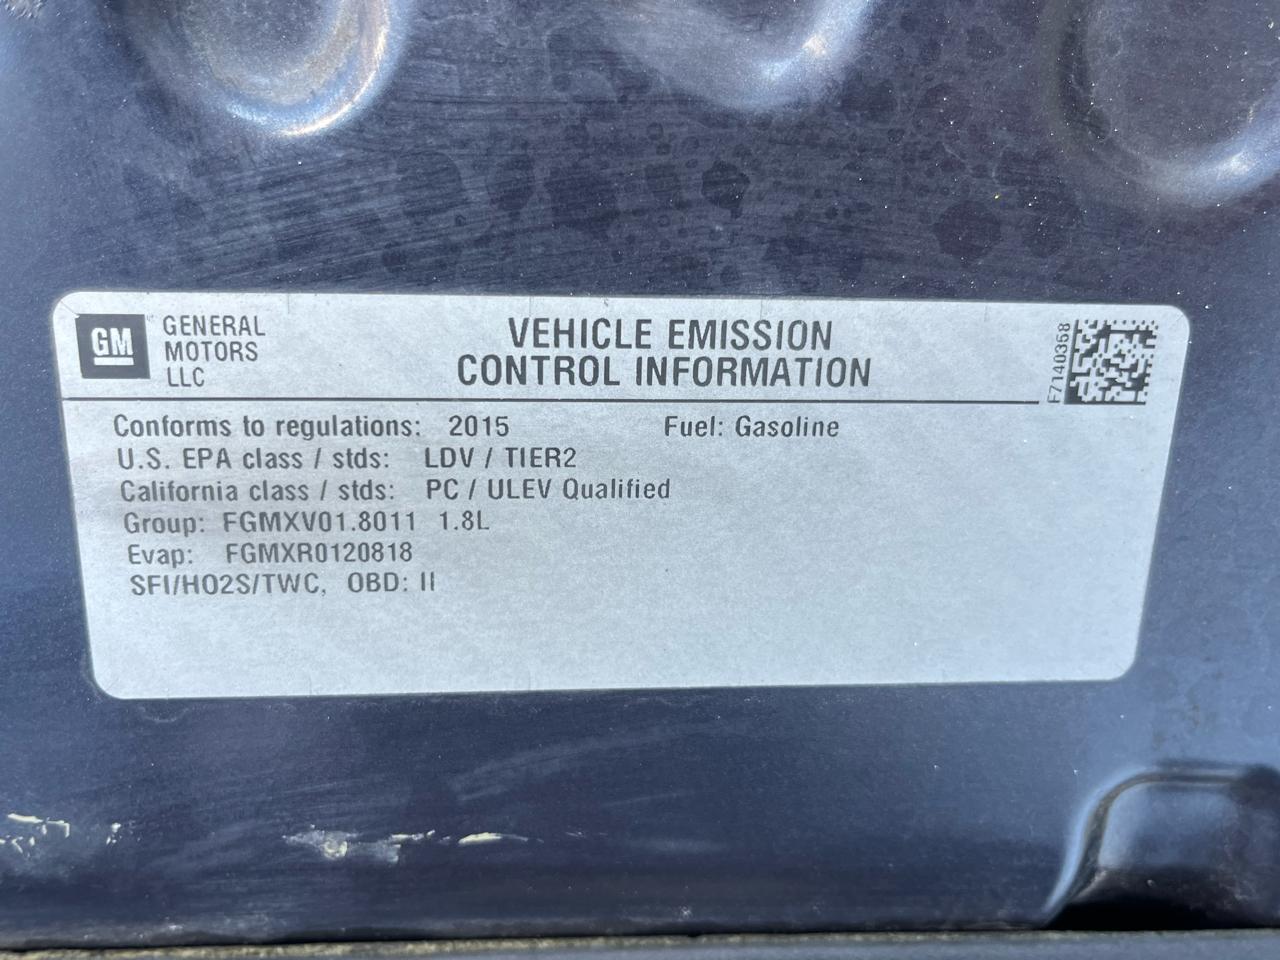 GM
GENERAL
MOTORS
LLC
VEHICLE EMISSION
CONTROL INFORMATION
F7140358
Conforms to regulations: 2015 Fuel: Gasoline
U.S. EPA class / stds: LDV / TIER2
California class / stds: PC / ULEV Qualified
Group: FGMXV01.8011 1.8L
Evap: FGMXR0120818
SFI/HO2S/TWC, OBD: II